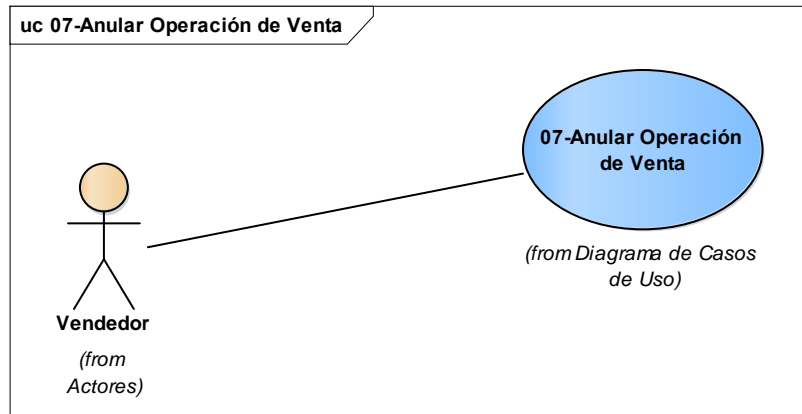 uc 07-Anular Operación de Venta
07-Anular Operación
de Venta
(from Diagrama de Casos
de Uso)
Vendedor
(from
Actores)